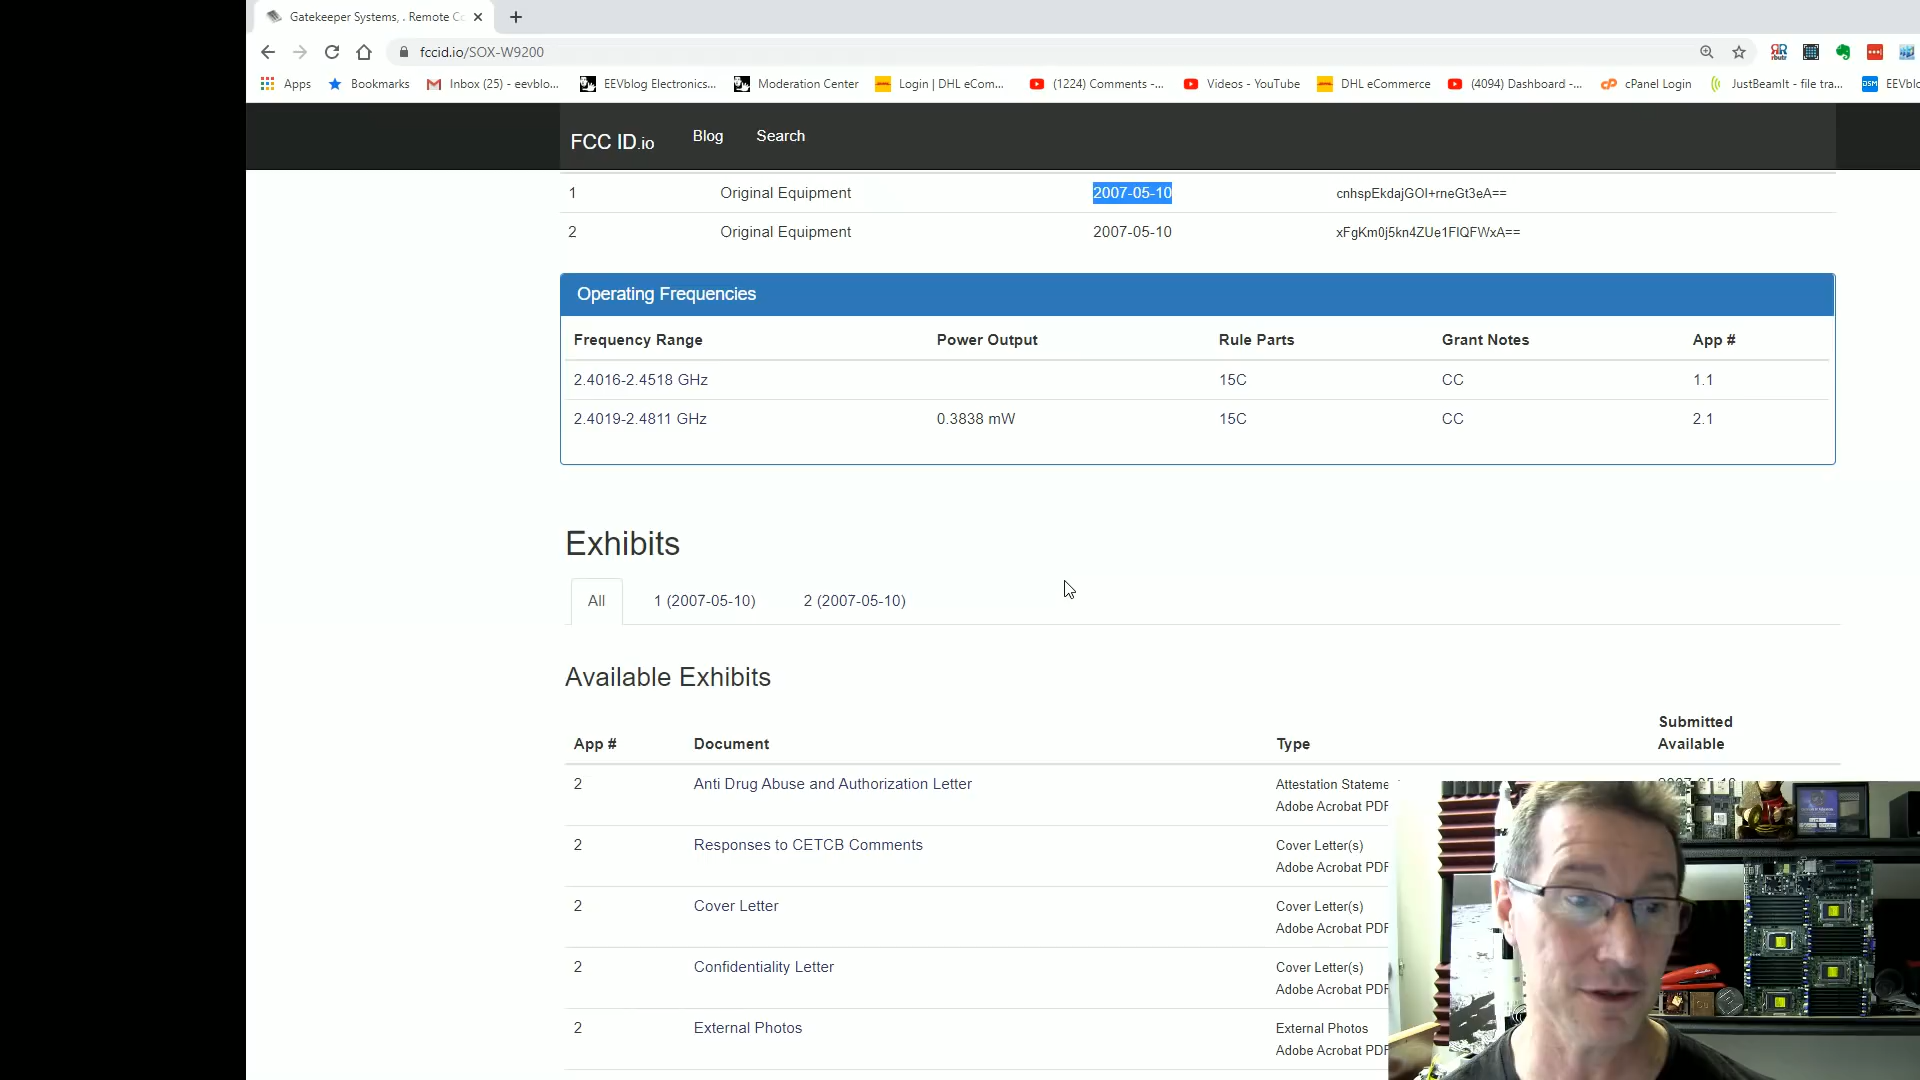 Gatekeeper Systems, . Remote Co
fccid.io/SOX-W9200
Apps Bookmarks Inbox (25) - eevblo... EEVblog Electronics... Moderation Center Login | DHL eCom... (1224) Comments -... Videos - YouTube DHL eCommerce (4094) Dashboard -... cPanel Login JustBeamIt - file tra... EEVblo
FCC ID.io Blog Search
1 Original Equipment 2007-05-10 cnhspEkdajGOI+rneGt3eA==
2 Original Equipment 2007-05-10 xFgKm0j5kn4ZUe1FIQFWxA==
Operating Frequencies
Frequency Range Power Output Rule Parts Grant Notes App #
2.4016-2.4518 GHz 15C CC 1.1
2.4019-2.4811 GHz 0.3838 mW 15C CC 2.1
Exhibits
All 1 (2007-05-10) 2 (2007-05-10)
Available Exhibits
Submitted
App # Document Type Available
2 Anti Drug Abuse and Authorization Letter Attestation Stateme
Adobe Acrobat PDF
2 Responses to CETCB Comments Cover Letter(s)
Adobe Acrobat PDF
2 Cover Letter Cover Letter(s)
Adobe Acrobat PDF
2 Confidentiality Letter Cover Letter(s)
Adobe Acrobat PDF
2 External Photos External Photos
Adobe Acrobat PDF